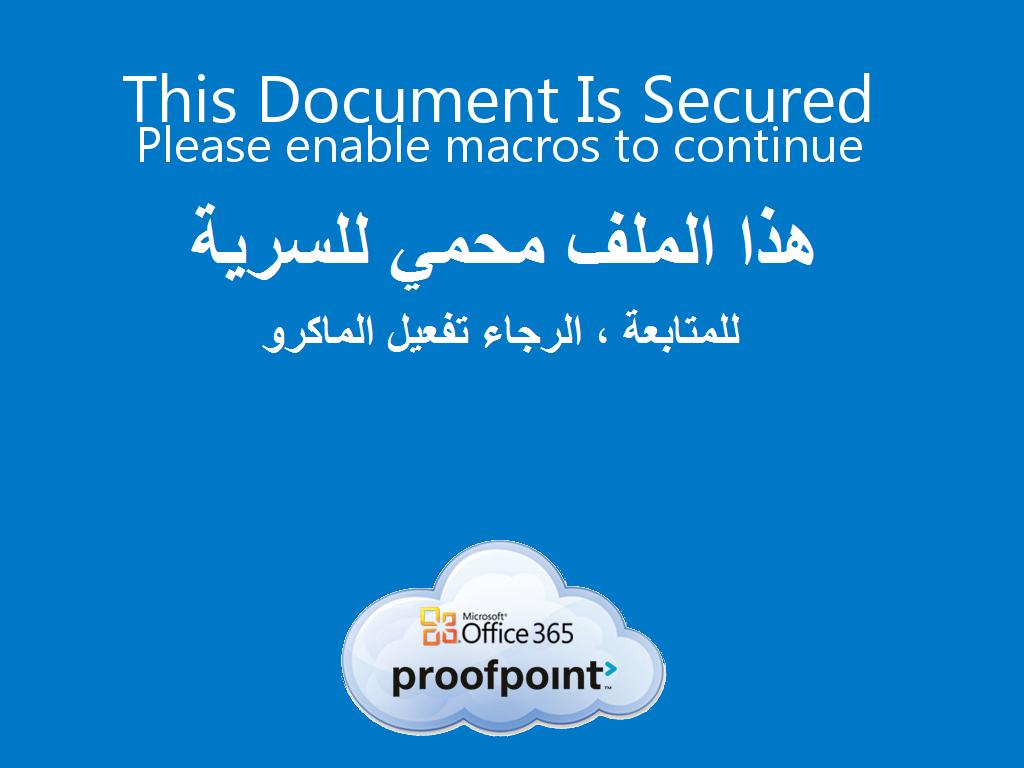 This Document Is Secured
Please enable macros to continue
هذا الملف محمي للسرية
للمتابعة ، الرجاء تفعيل الماكرو
Microsoft®
Office 365
proofpoint™